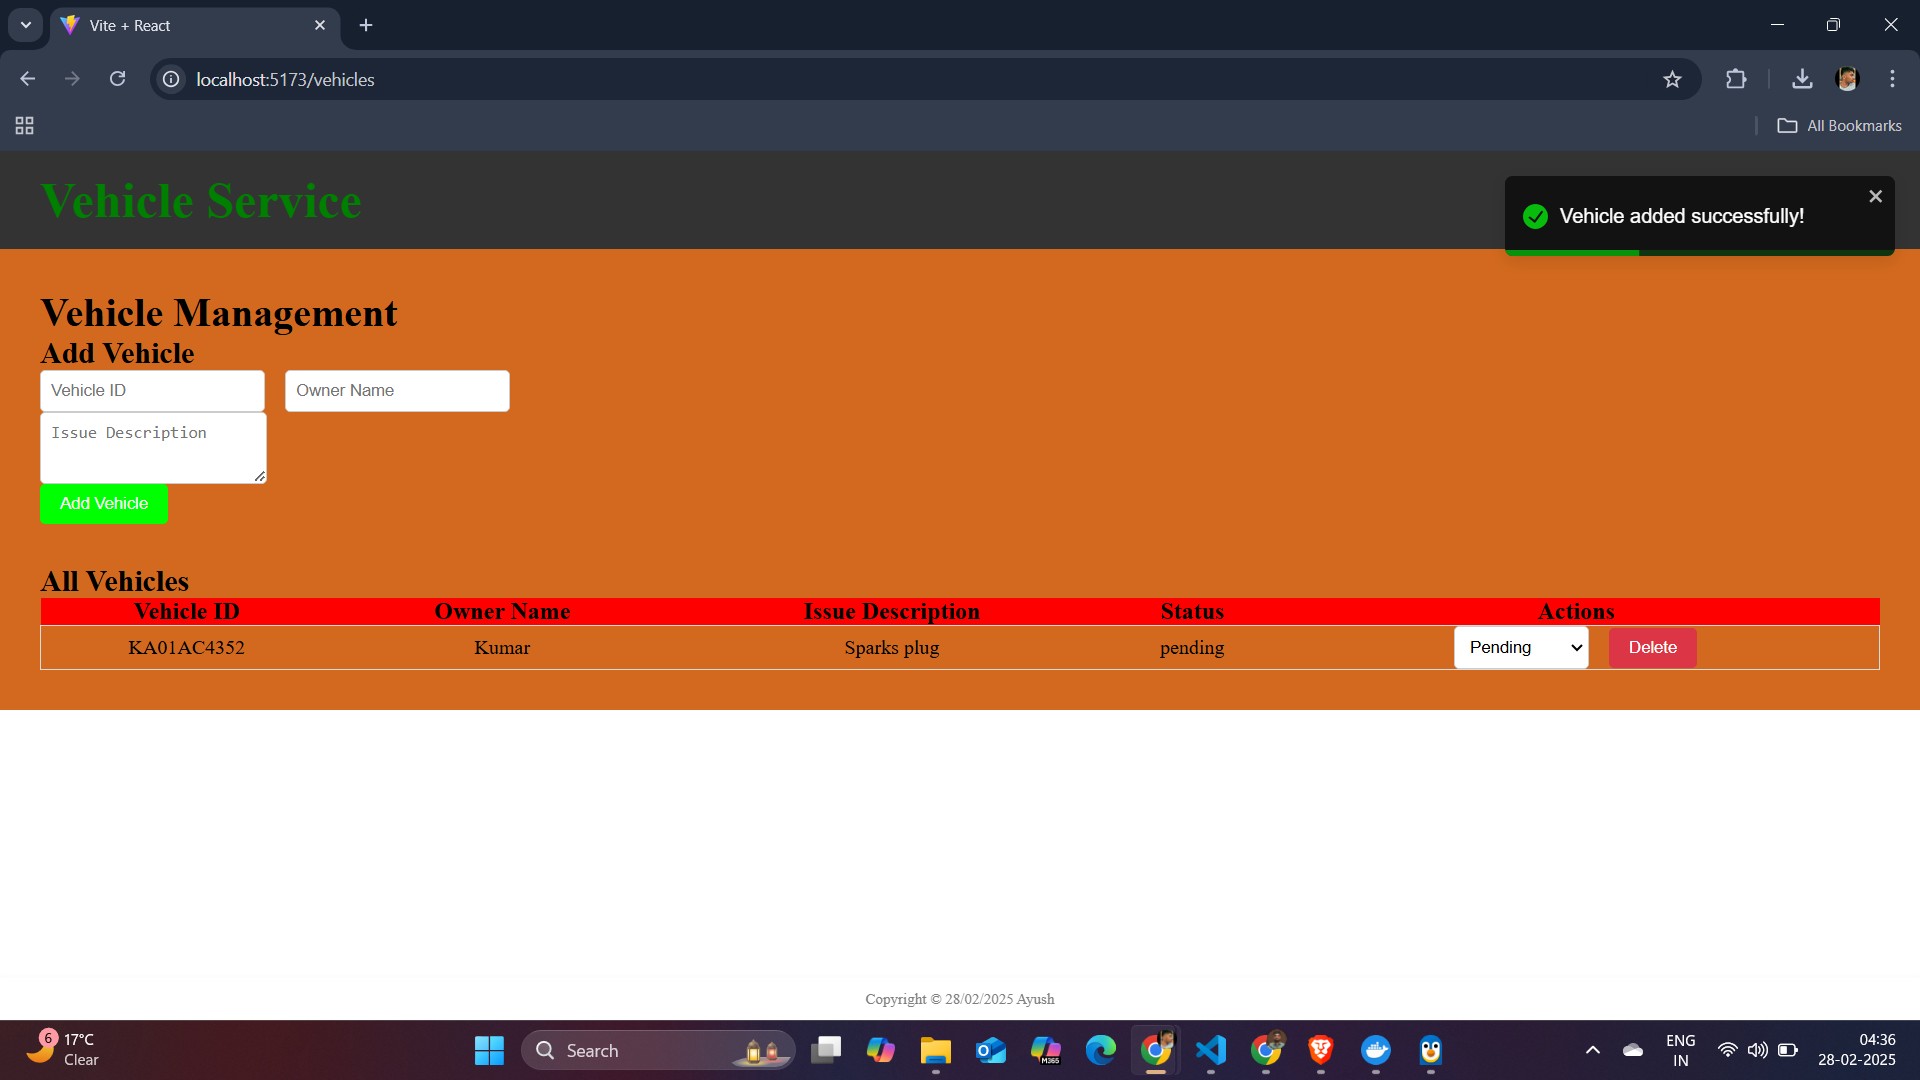 Vite + React
localhost:5173/vehicles
All Bookmarks
Vehicle Service
Vehicle added successfully!
Vehicle Management
Add Vehicle
Vehicle ID Owner Name
Issue Description
Add Vehicle
All Vehicles
Vehicle ID Owner Name Issue Description Status Actions
KA01AC4352 Kumar Sparks plug pending Pending Delete
Copyright © 28/02/2025 Ayush
6 17°C
Clear
Search
M365
ENG
IN
04:36
28-02-2025